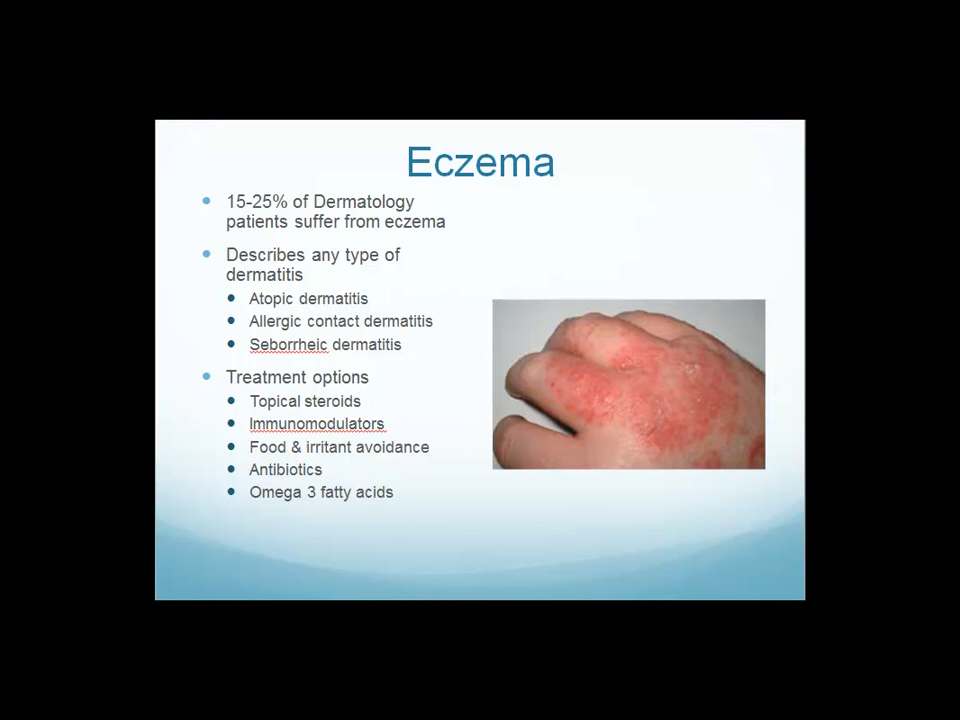 Eczema
15-25% of Dermatology
patients suffer from eczema
Describes any type of
dermatitis
Atopic dermatitis
Allergic contact dermatitis
Seborrheic dermatitis
Treatment options
Topical steroids
Immunomodulators
Food & irritant avoidance
Antibiotics
Omega 3 fatty acids